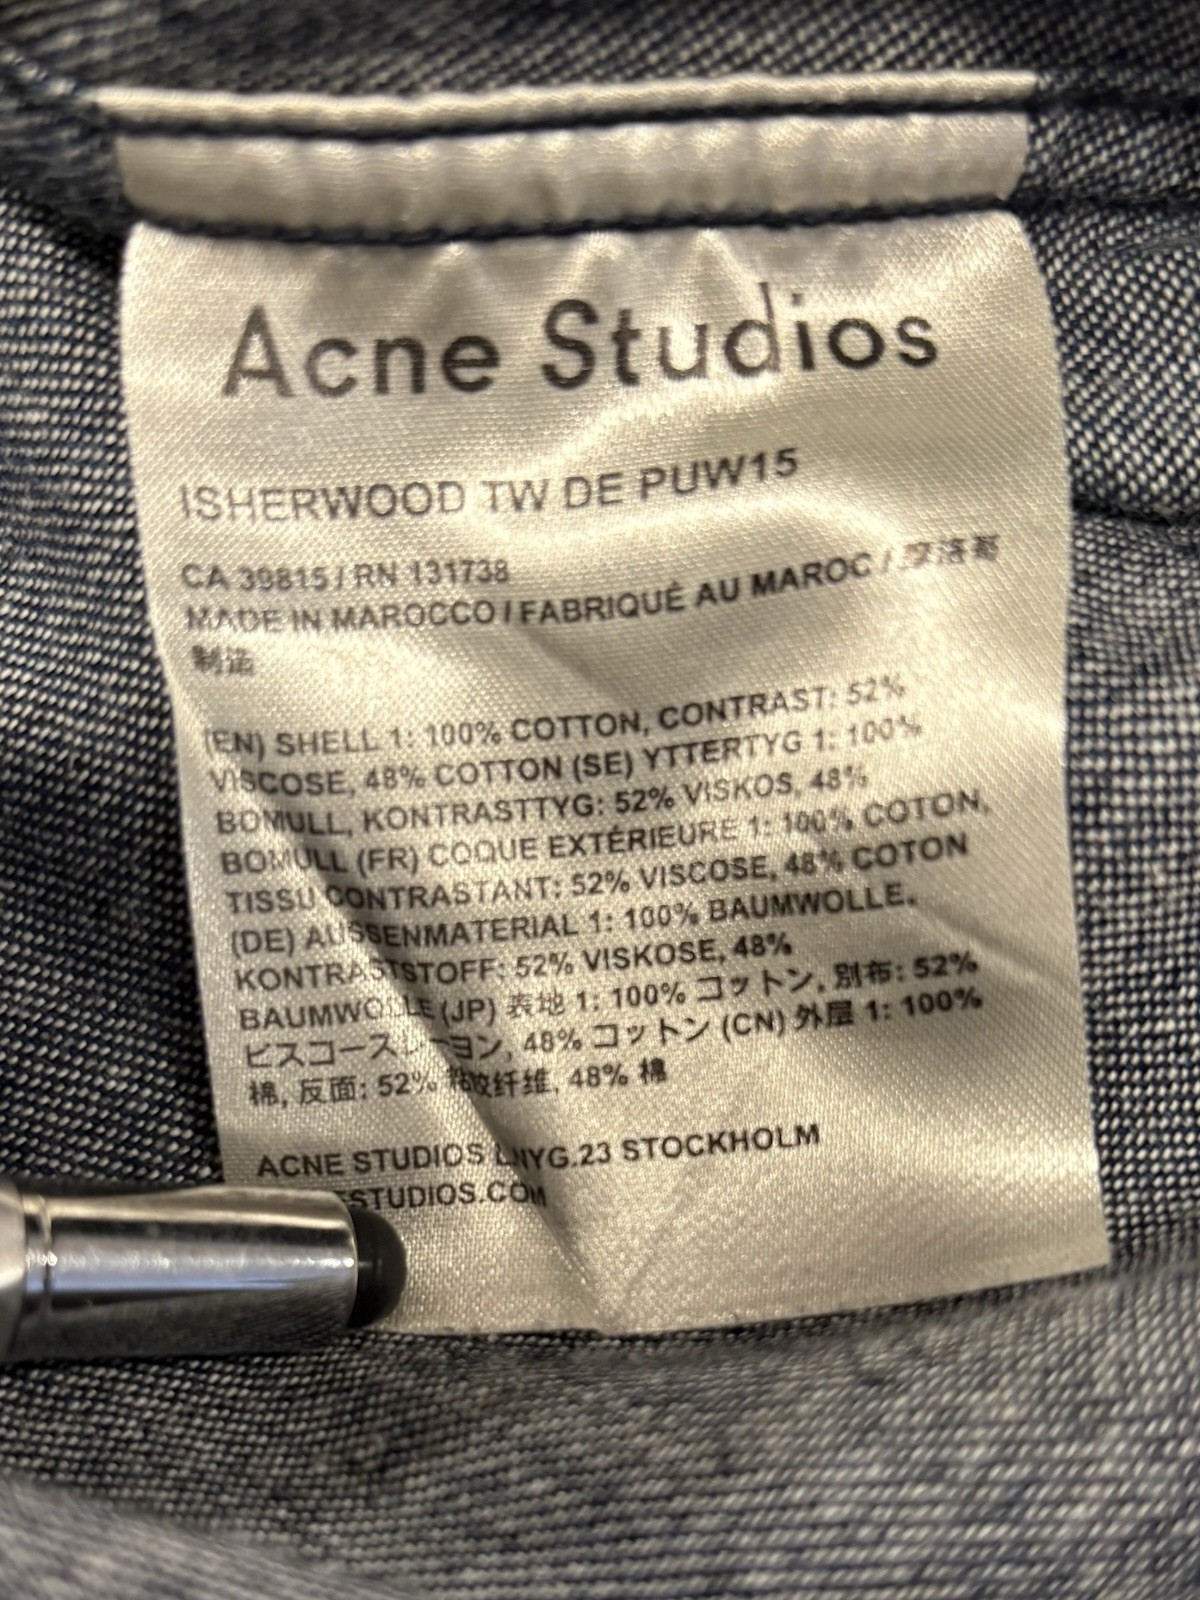 Acne Studios
ISHERWOOD TW DE PUW15
CA 39815 / RN 131738
MADE IN MAROCCO / FABRIQUÉ AU MAROC / 摩洛哥
制造
(EN) SHELL 1: 100% COTTON, CONTRAST: 52%
VISCOSE, 48% COTTON (SE) YTTERTYG 1: 100%
BOMULL, KONTRASTTYG: 52% VISKOS, 48%
BOMULL (FR) COQUE EXTÉRIEURE 1: 100% COTON,
TISSU CONTRASTANT: 52% VISCOSE, 48% COTON
(DE) AUSSENMATERIAL 1: 100% BAUMWOLLE,
KONTRASTSTOFF: 52% VISKOSE, 48%
BAUMWOLLE (JP) 表地 1: 100% コットン, 別布: 52%
ビスコースレーヨン, 48% コットン (CN) 外层 1: 100%
棉, 反面: 52% 粘胶纤维, 48% 棉
ACNE STUDIOS 23 STOCKHOLM
STUDIOS.COM